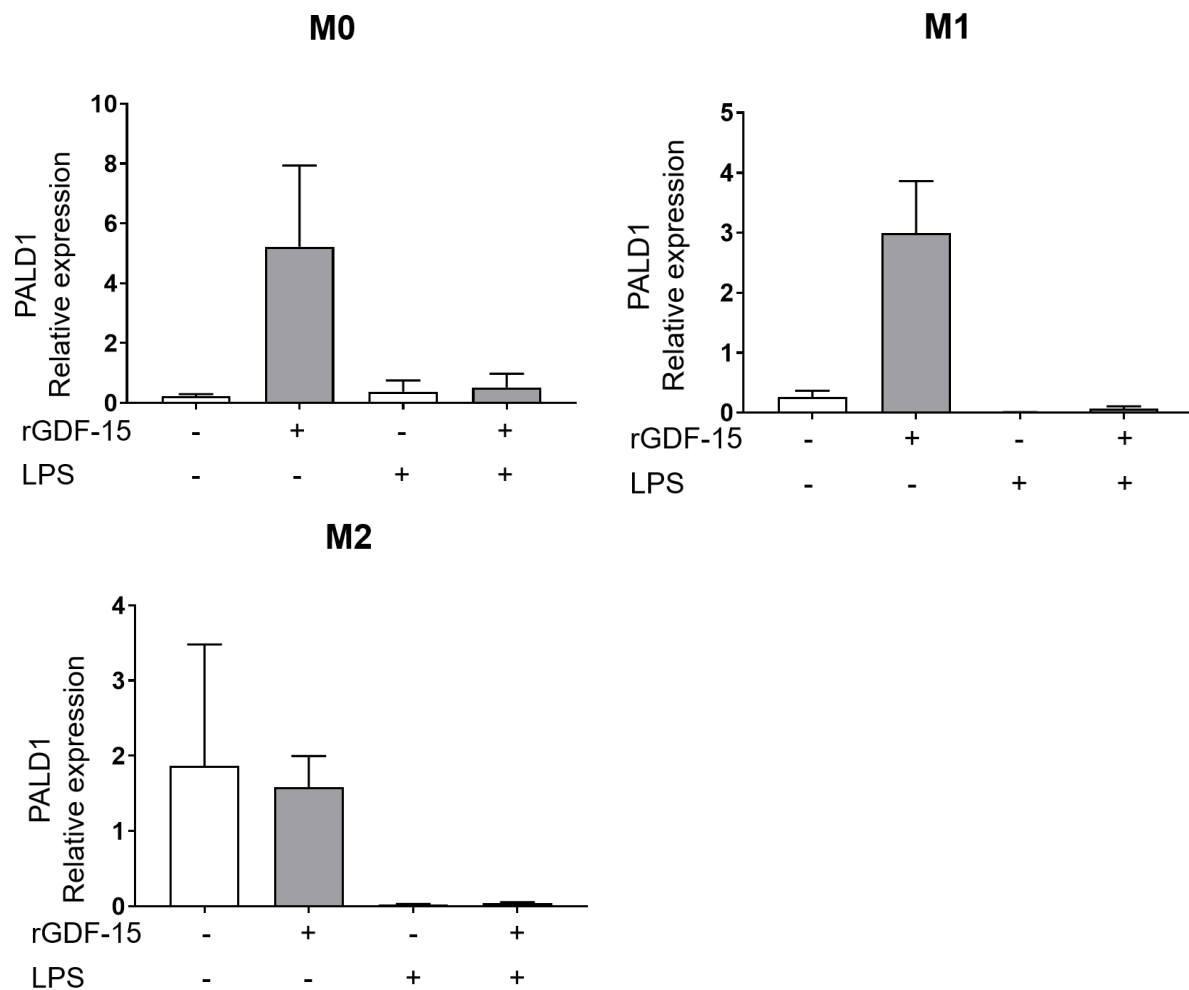 M0
PALD1
Relative expression
10
8
6
4
2
0
rGDF-15 - + - +
LPS - - + +
M1
PALD1
Relative expression
5
4
3
2
1
0
rGDF-15 - + - +
LPS - - + +
M2
PALD1
Relative expression
4
3
2
1
0
rGDF-15 - + - +
LPS - - + +